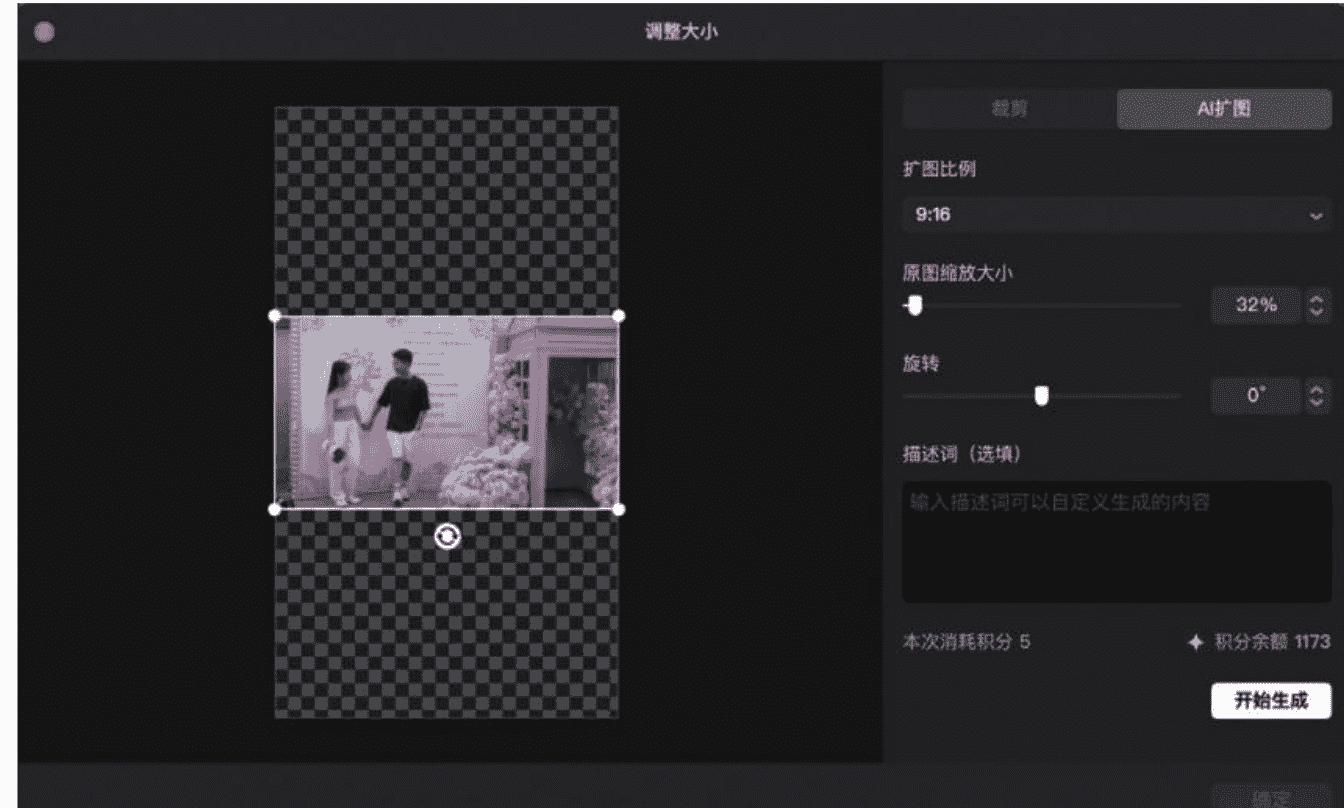 调整大小
裁剪
AI扩图
扩图比例
9:16
原图缩放大小
32%
旋转
0°
描述词（选填）
输入描述词可以自定义生成的内容
本次消耗积分 5
积分余额 1173
开始生成